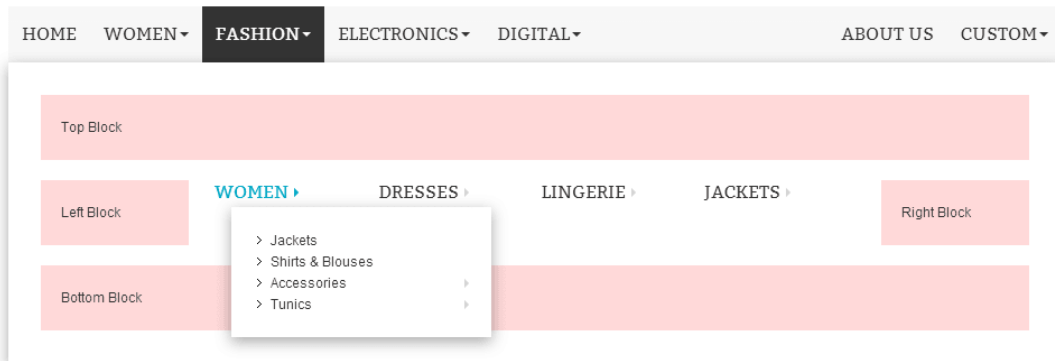 HOME WOMEN FASHION ELECTRONICS DIGITAL ABOUT US CUSTOM
Top Block
WOMEN DRESSES LINGERIE JACKETS
Left Block Right Block
Jackets
Shirts & Blouses
Accessories
Tunics
Bottom Block